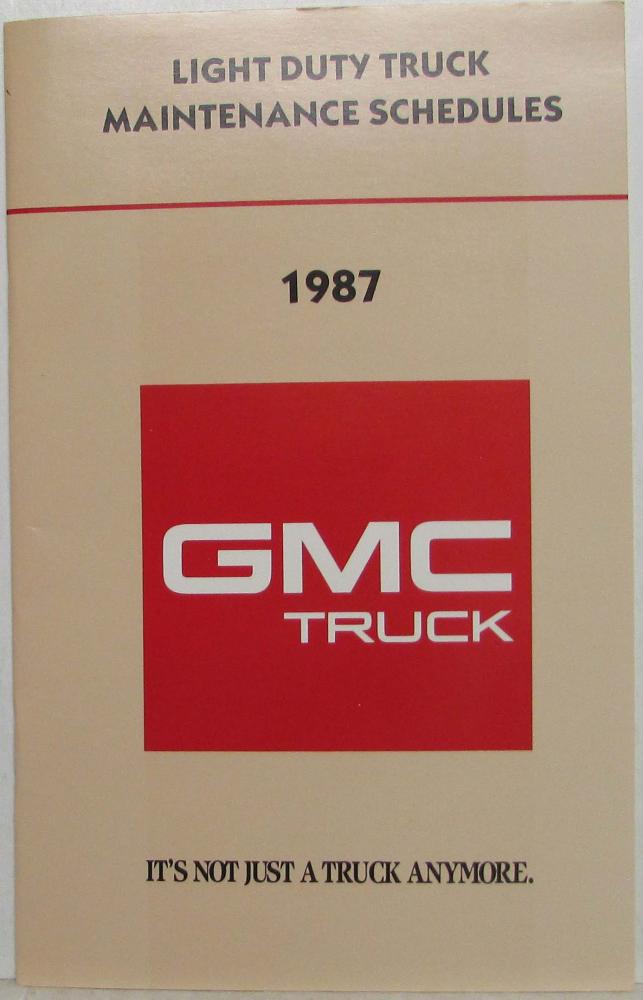 LIGHT DUTY TRUCK
MAINTENANCE SCHEDULES
1987
GMC
TRUCK
IT'S NOT JUST A TRUCK ANYMORE.